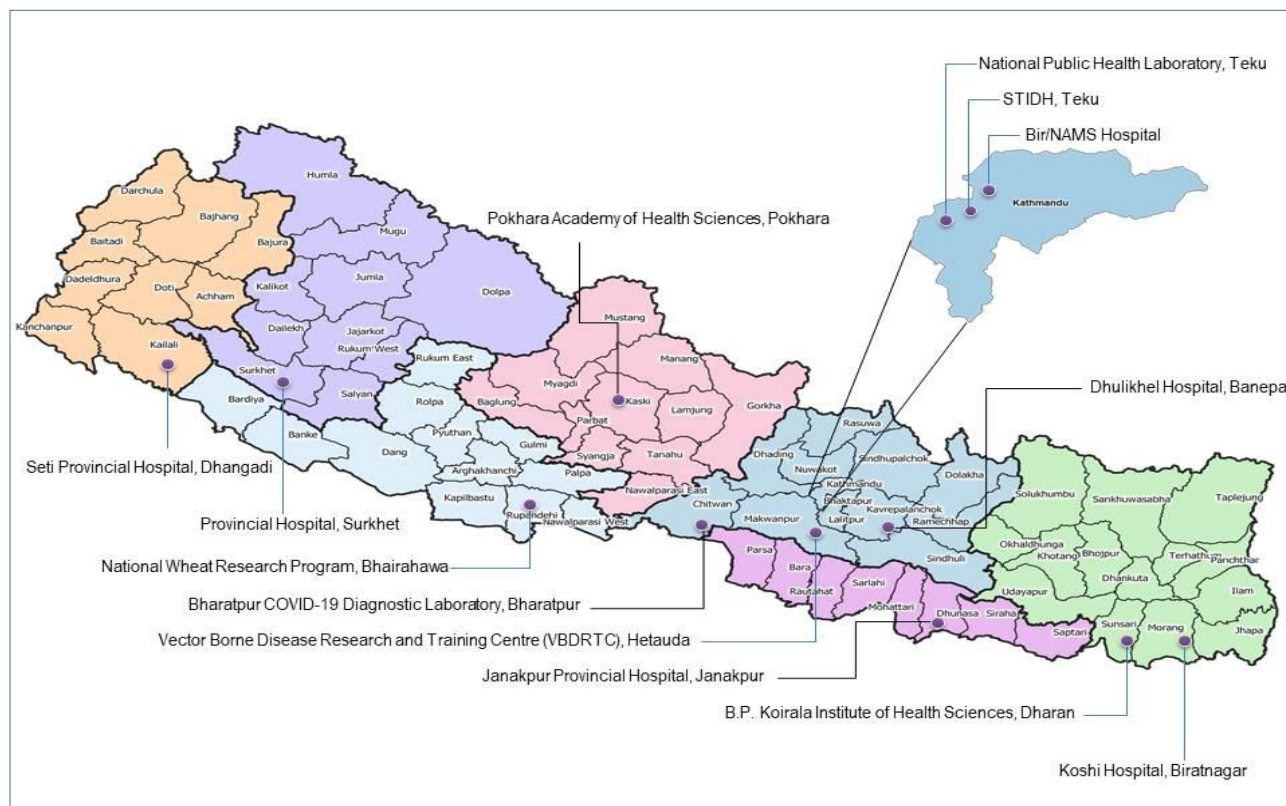 National Public Health Laboratory, Teku
STIDH, Teku
Bir/NAMS Hospital
Kathmandu
Pokhara Academy of Health Sciences, Pokhara
Dhulikhel Hospital, Banepa
Seti Provincial Hospital, Dhangadi
Provincial Hospital, Surkhet
National Wheat Research Program, Bhairahawa
Bharatpur COVID-19 Diagnostic Laboratory, Bharatpur
Vector Borne Disease Research and Training Centre (VBDRTC), Hetauda
Janakpur Provincial Hospital, Janakpur
B.P. Koirala Institute of Health Sciences, Dharan
Koshi Hospital, Biratnagar
Darchula
Bajhang
Baitadi
Bajura
Dadeldhura
Doti
Achham
Kanchanpur
Kailali
Humla
Mugu
Jumla
Kalikot
Dolpa
Dailekh
Jajarkot
Rukum West
Surkhet
Salyan
Rukum East
Bardiya
Banke
Rolpa
Pyuthan
Dang
Gulmi
Arghakhanchi
Palpa
Kapilbastu
Rupandehi
Nawalparasi West
Mustang
Manang
Myagdi
Kaski
Baglung
Lamjung
Gorkha
Parbat
Syangja
Tanahu
Nawalparasi East
Rasuwa
Dhading
Nuwakot
Sindhupalchok
Dolakha
Kathmandu
Bhaktapur
Kavrepalanchok
Chitwan
Makwanpur
Lalitpur
Ramechhap
Sindhuli
Parsa
Bara
Rautahat
Sarlahi
Mohattari
Dhunasa
Siraha
Saptari
Solukhumbu
Sankhuwasabha
Taplejung
Okhaldhunga
Khotang
Bhojpur
Terhathum
Panchthar
Dhankuta
Udayapur
Ilam
Sunsari
Morang
Jhapa